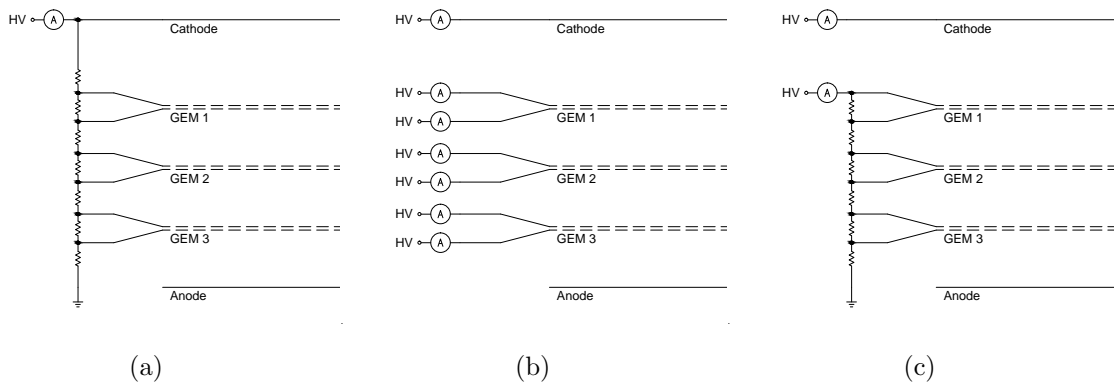 HV A
Cathode
GEM 1
GEM 2
GEM 3
Anode
(a)
HV A
Cathode
HV A
HV A
GEM 1
HV A
HV A
GEM 2
HV A
HV A
GEM 3
Anode
(b)
HV A
Cathode
HV A
GEM 1
GEM 2
GEM 3
Anode
(c)